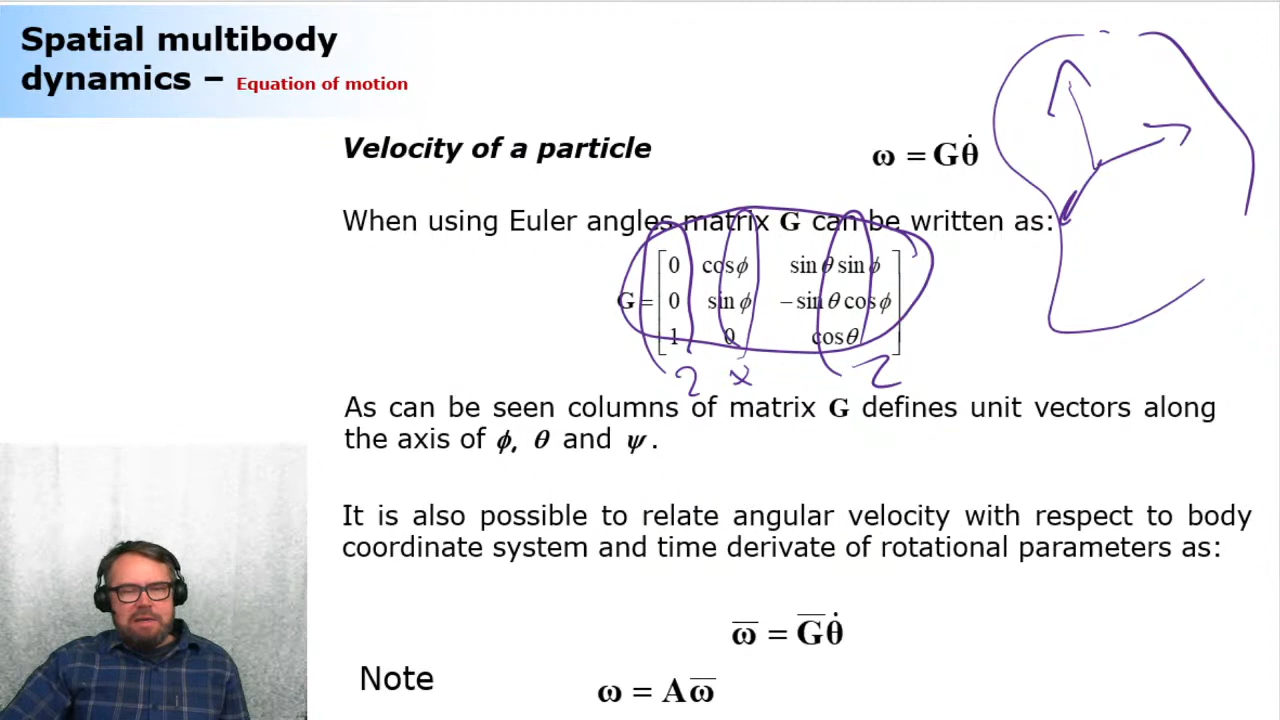 Spatial multibody
dynamics – Equation of motion
Velocity of a particle
ω = Gθ̇
When using Euler angles matrix G can be written as:
0 cosϕ sinθ sinϕ
G = 0 sinϕ −sinθ cosϕ
1 0 cosθ
Z X Z
As can be seen columns of matrix G defines unit vectors along
the axis of ϕ, θ and ψ.
It is also possible to relate angular velocity with respect to body
coordinate system and time derivate of rotational parameters as:
ω̅ = G̅θ̇
Note
ω = Aω̅